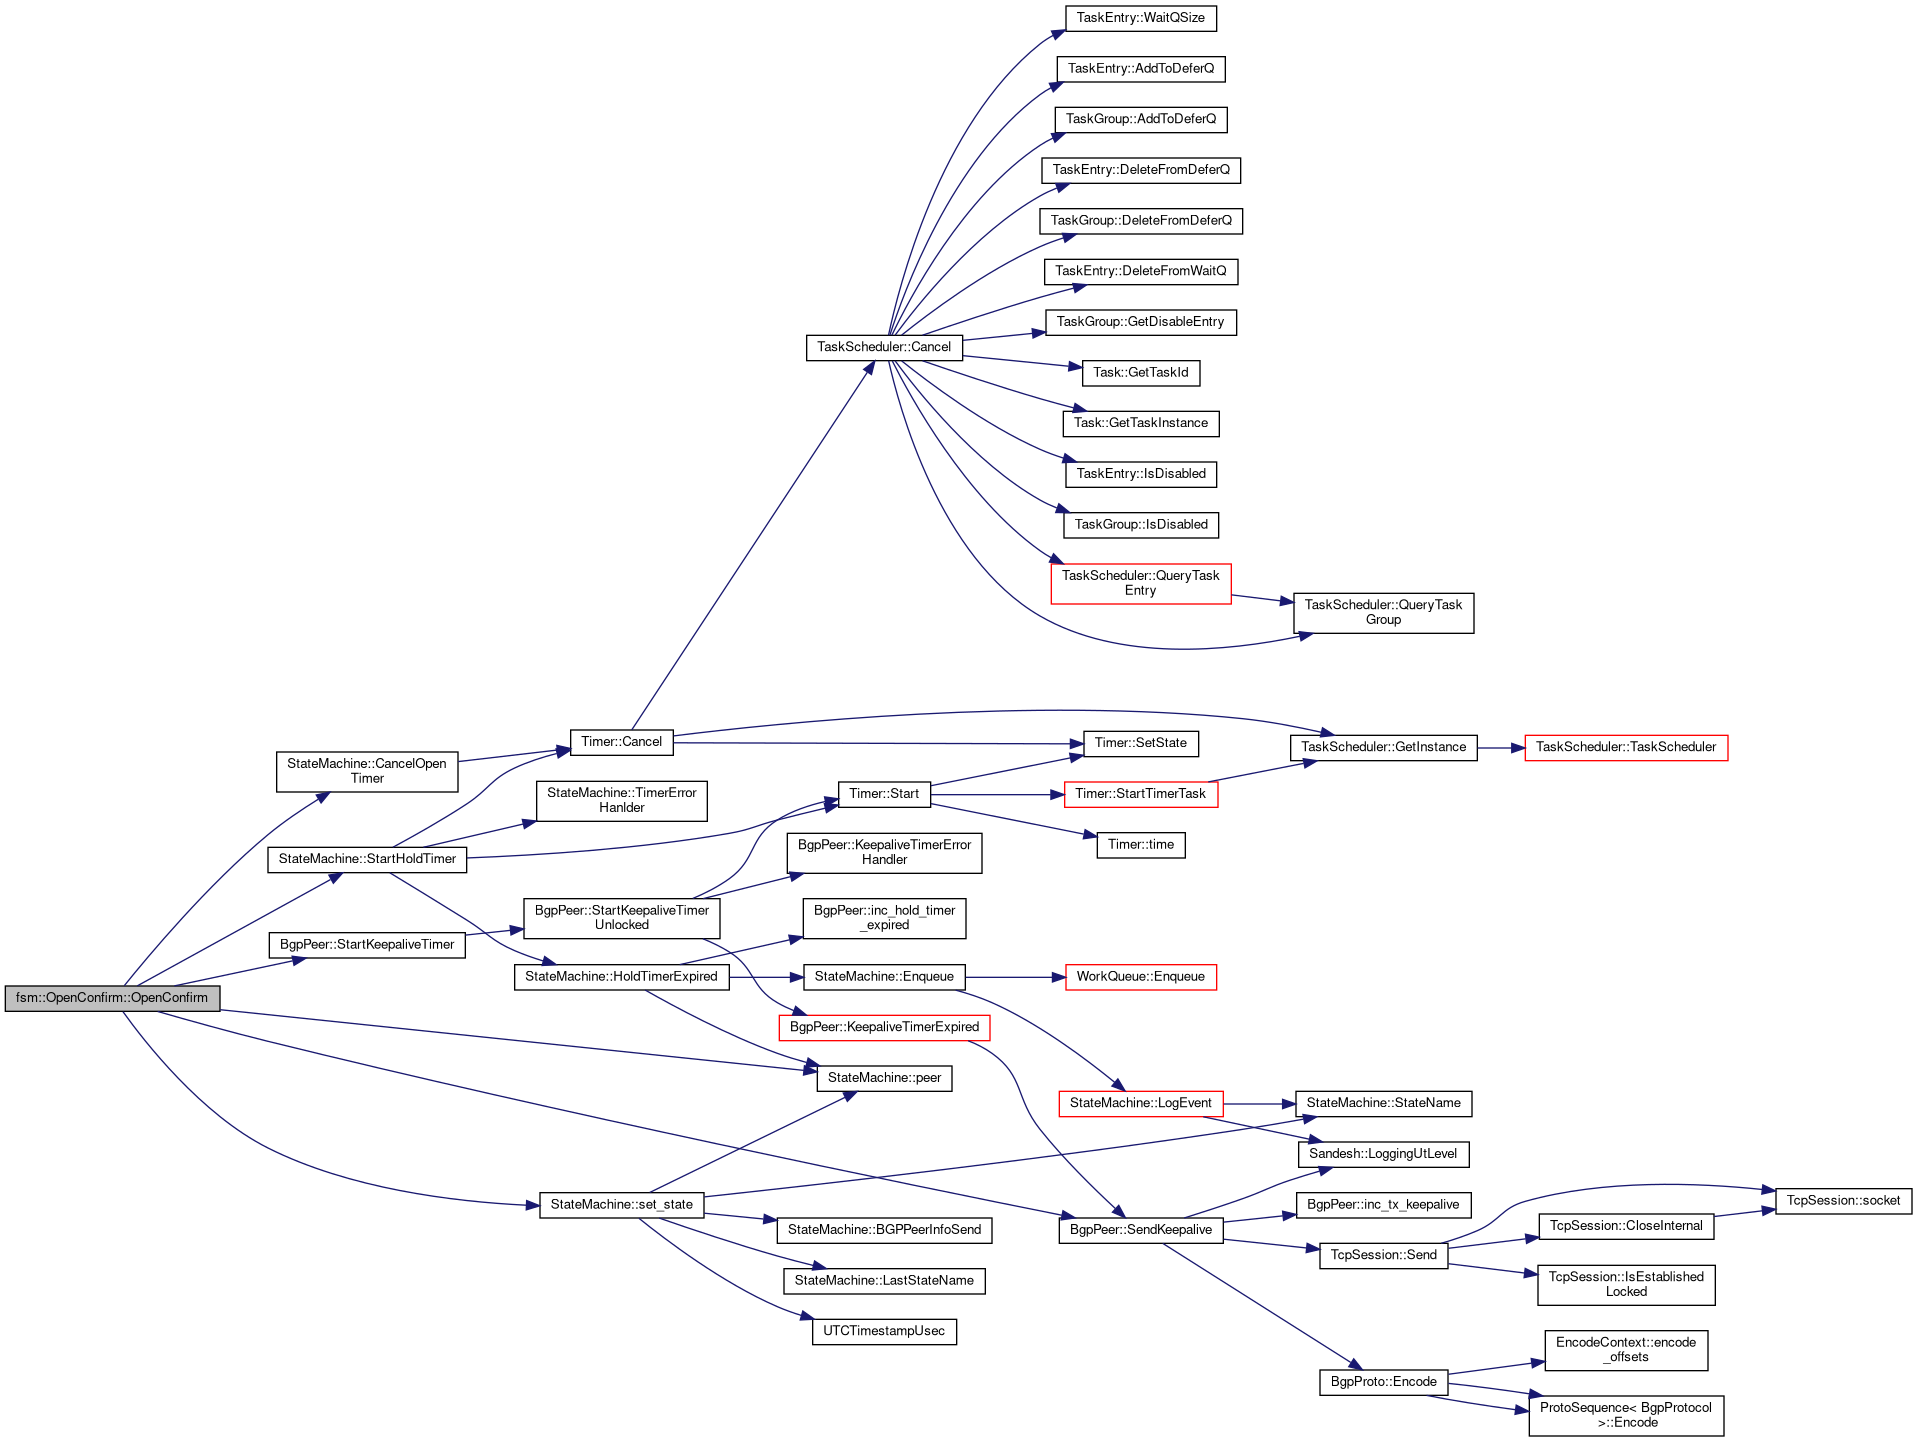 TaskEntry::WaitQSize
TaskEntry::AddToDeferQ
TaskGroup::AddToDeferQ
TaskEntry::DeleteFromDeferQ
TaskGroup::DeleteFromDeferQ
TaskEntry::DeleteFromWaitQ
TaskGroup::GetDisableEntry
TaskScheduler::Cancel
Task::GetTaskId
Task::GetTaskInstance
TaskEntry::IsDisabled
TaskGroup::IsDisabled
TaskScheduler::QueryTask
Entry
TaskScheduler::QueryTask
Group
Timer::Cancel
Timer::SetState
TaskScheduler::GetInstance
TaskScheduler::TaskScheduler
StateMachine::CancelOpen
Timer
StateMachine::TimerError
Hanlder
Timer::Start
Timer::StartTimerTask
Timer::time
StateMachine::StartHoldTimer
BgpPeer::KeepaliveTimerError
Handler
BgpPeer::StartKeepaliveTimer
Unlocked
BgpPeer::inc_hold_timer
_expired
BgpPeer::StartKeepaliveTimer
StateMachine::HoldTimerExpired
StateMachine::Enqueue
WorkQueue::Enqueue
fsm::OpenConfirm::OpenConfirm
BgpPeer::KeepaliveTimerExpired
StateMachine::peer
StateMachine::LogEvent
StateMachine::StateName
Sandesh::LoggingUtLevel
StateMachine::set_state
BgpPeer::inc_tx_keepalive
TcpSession::socket
StateMachine::BGPPeerInfoSend
BgpPeer::SendKeepalive
TcpSession::CloseInternal
TcpSession::Send
StateMachine::LastStateName
TcpSession::IsEstablished
Locked
UTCTimestampUsec
EncodeContext::encode
_offsets
BgpProto::Encode
ProtoSequence< BgpProtocol
>::Encode